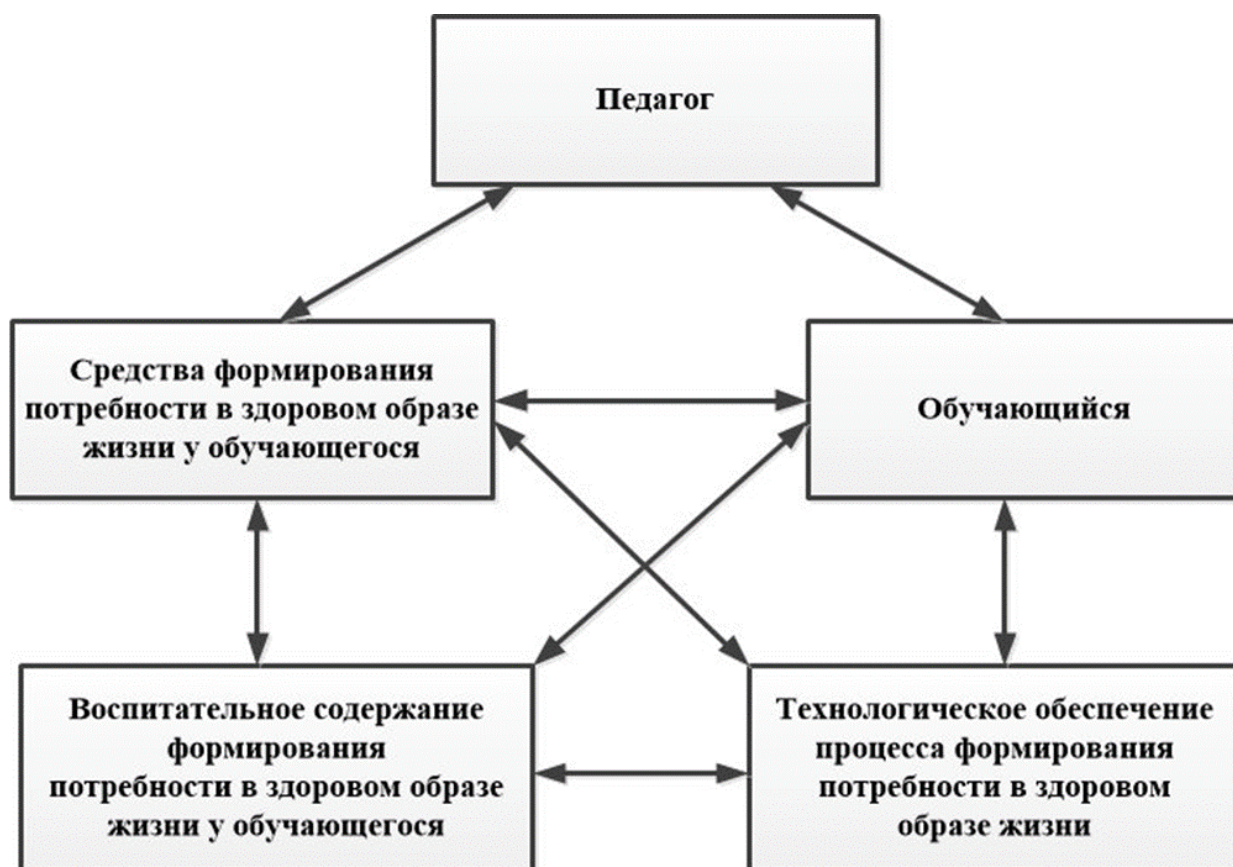 Педагог
Средства формирования
потребности в здоровом образе
жизни у обучающегося
Обучающийся
Воспитательное содержание
формирования
потребности в здоровом образе
жизни у обучающегося
Технологическое обеспечение
процесса формирования
потребности в здоровом
образе жизни